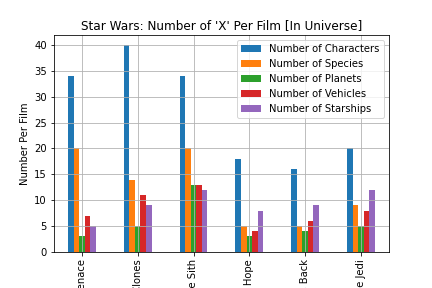 Star Wars: Number of 'X' Per Film [In Universe]
Number of Characters
Number of Species
Number of Planets
Number of Vehicles
Number of Starships
Number Per Film
40
35
30
25
20
15
10
5
0
enace
Clones
e Sith
Hope
Back
e Jedi